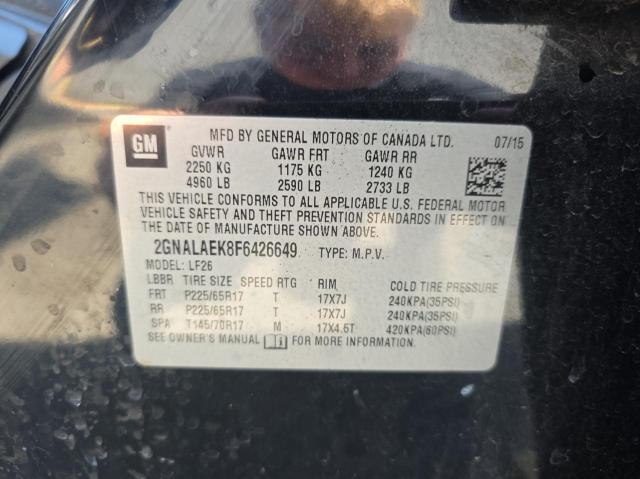 GM
MFD BY GENERAL MOTORS OF CANADA LTD. 07/15
GVWR GAWR FRT GAWR RR
2250 KG 1175 KG 1240 KG
4960 LB 2590 LB 2733 LB
THIS VEHICLE CONFORMS TO ALL APPLICABLE U.S. FEDERAL MOTOR
VEHICLE SAFETY AND THEFT PREVENTION STANDARDS IN EFFECT ON
THE DATE OF MANUFACTURE SHOWN ABOVE.
2GNALAEK8F6426649 TYPE: M.P.V.
MODEL: LF26
LBBR TIRE SIZE SPEED RTG RIM COLD TIRE PRESSURE
FRT P225/65R17 T 17X7J 240KPA(35PSI)
RR P225/65R17 T 17X7J 240KPA(35PSI)
SPA T145/70R17 M 17X4.5T 420KPA(60PSI)
SEE OWNER'S MANUAL FOR MORE INFORMATION.